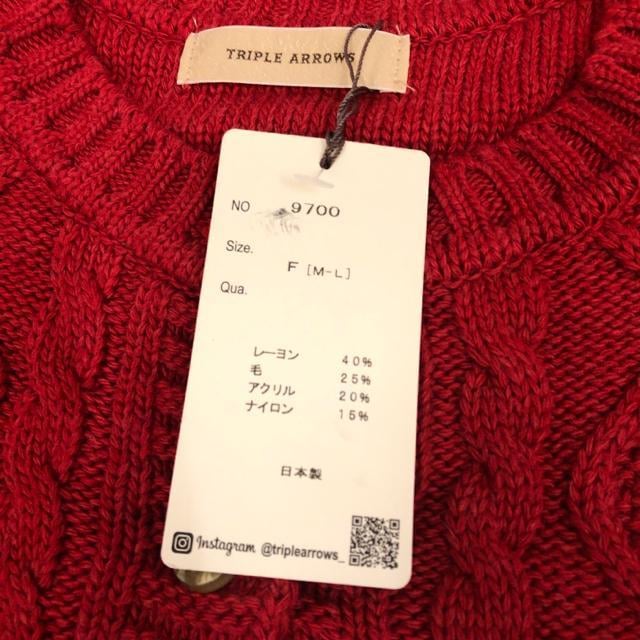 TRIPLE ARROWS
NO 9700
Size. F [M-L]
Qua.
レーヨン 40%
毛 25%
アクリル 20%
ナイロン 15%
日本製
Instagram @triplearrows_